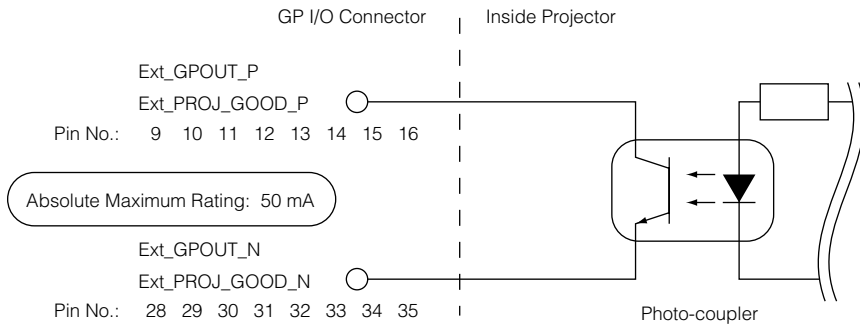 GP I/O Connector
Inside Projector
Ext_GPOUT_P
Ext_PROJ_GOOD_P
Pin No.: 9 10 11 12 13 14 15 16
Absolute Maximum Rating: 50 mA
Ext_GPOUT_N
Ext_PROJ_GOOD_N
Pin No.: 28 29 30 31 32 33 34 35
Photo-coupler